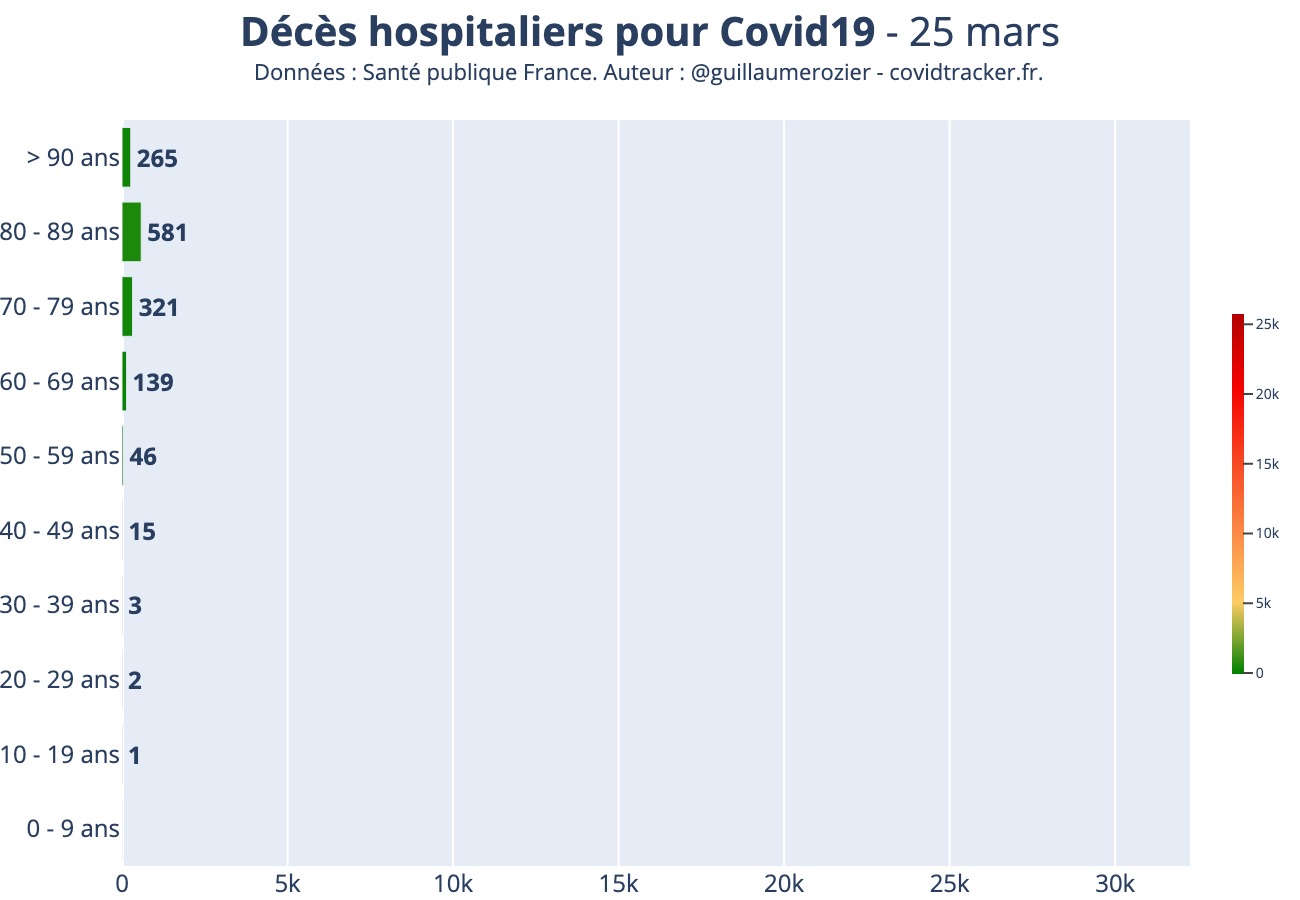 Décès hospitaliers pour Covid19 - 25 mars
Données : Santé publique France. Auteur : @guillaumerozier - covidtracker.fr.
> 90 ans 265
80 - 89 ans 581
70 - 79 ans 321
60 - 69 ans 139
50 - 59 ans 46
40 - 49 ans 15
30 - 39 ans 3
20 - 29 ans 2
10 - 19 ans 1
0 - 9 ans
0 5k 10k 15k 20k 25k 30k
25k
20k
15k
10k
5k
0